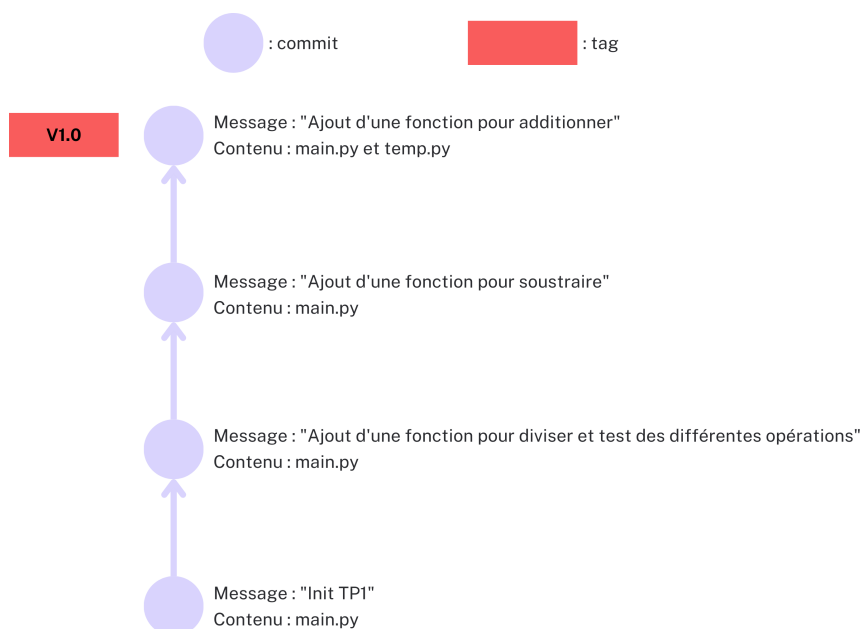 : commit
: tag
V1.0
Message : "Ajout d'une fonction pour additionner"
Contenu : main.py et temp.py
Message : "Ajout d'une fonction pour soustraire"
Contenu : main.py
Message : "Ajout d'une fonction pour diviser et test des différentes opérations"
Contenu : main.py
Message : "Init TP1"
Contenu : main.py